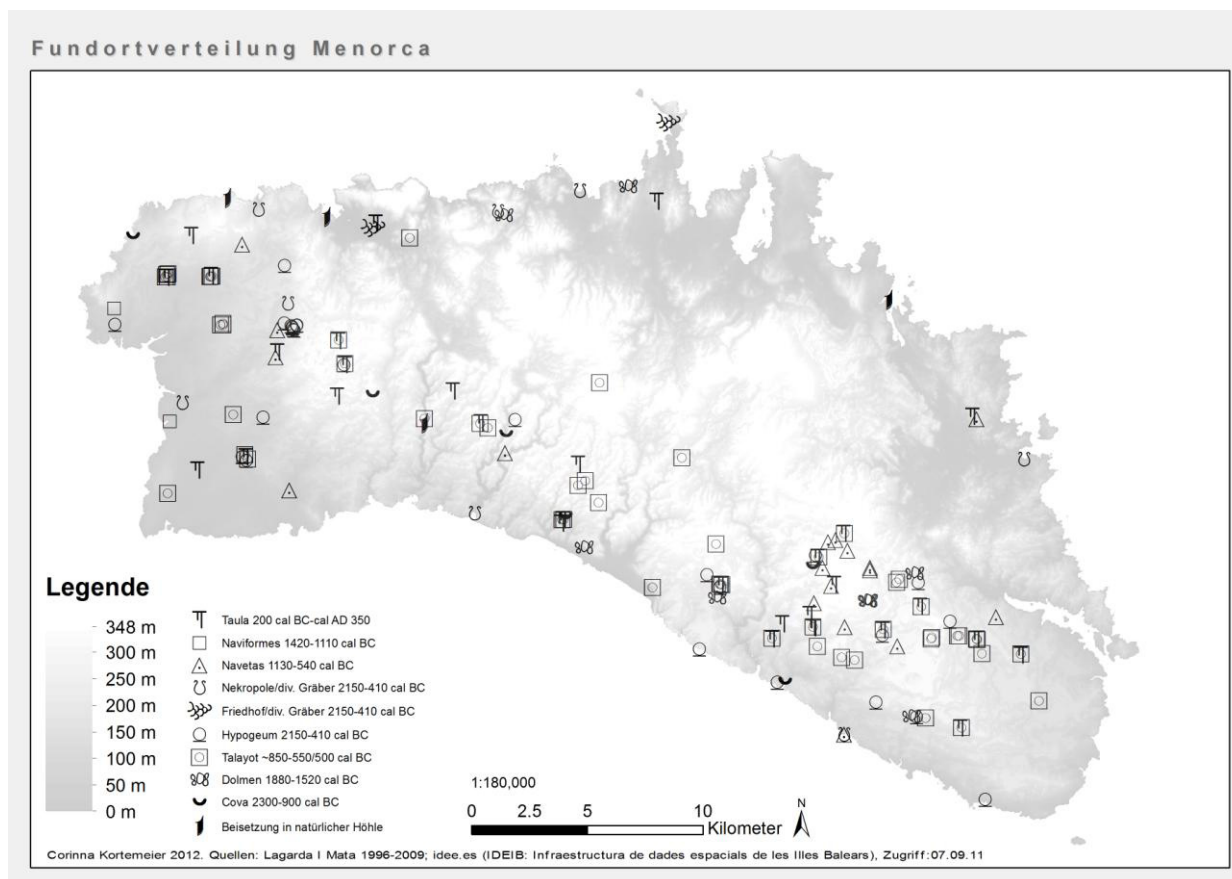 Fundortverteilung Menorca
Legende
348 m
300 m
250 m
200 m
150 m
100 m
50 m
0 m
Taula 200 cal BC-cal AD 350
Naviformes 1420-1110 cal BC
Navetas 1130-540 cal BC
Nekropole/div. Gräber 2150-410 cal BC
Friedhof/div. Gräber 2150-410 cal BC
Hypogeum 2150-410 cal BC
Talayot ~850-550/500 cal BC
Dolmen 1880-1520 cal BC
Cova 2300-900 cal BC
Beisetzung in natürlicher Höhle
1:180,000
0 2,5 5 10
Kilometer
N
Corinna Kortemeier 2012. Quellen: Lagarda I Mata 1996-2009; idee.es (IDEIB: Infraestructura de dades espacials de les Illes Balears), Zugriff:07.09.11